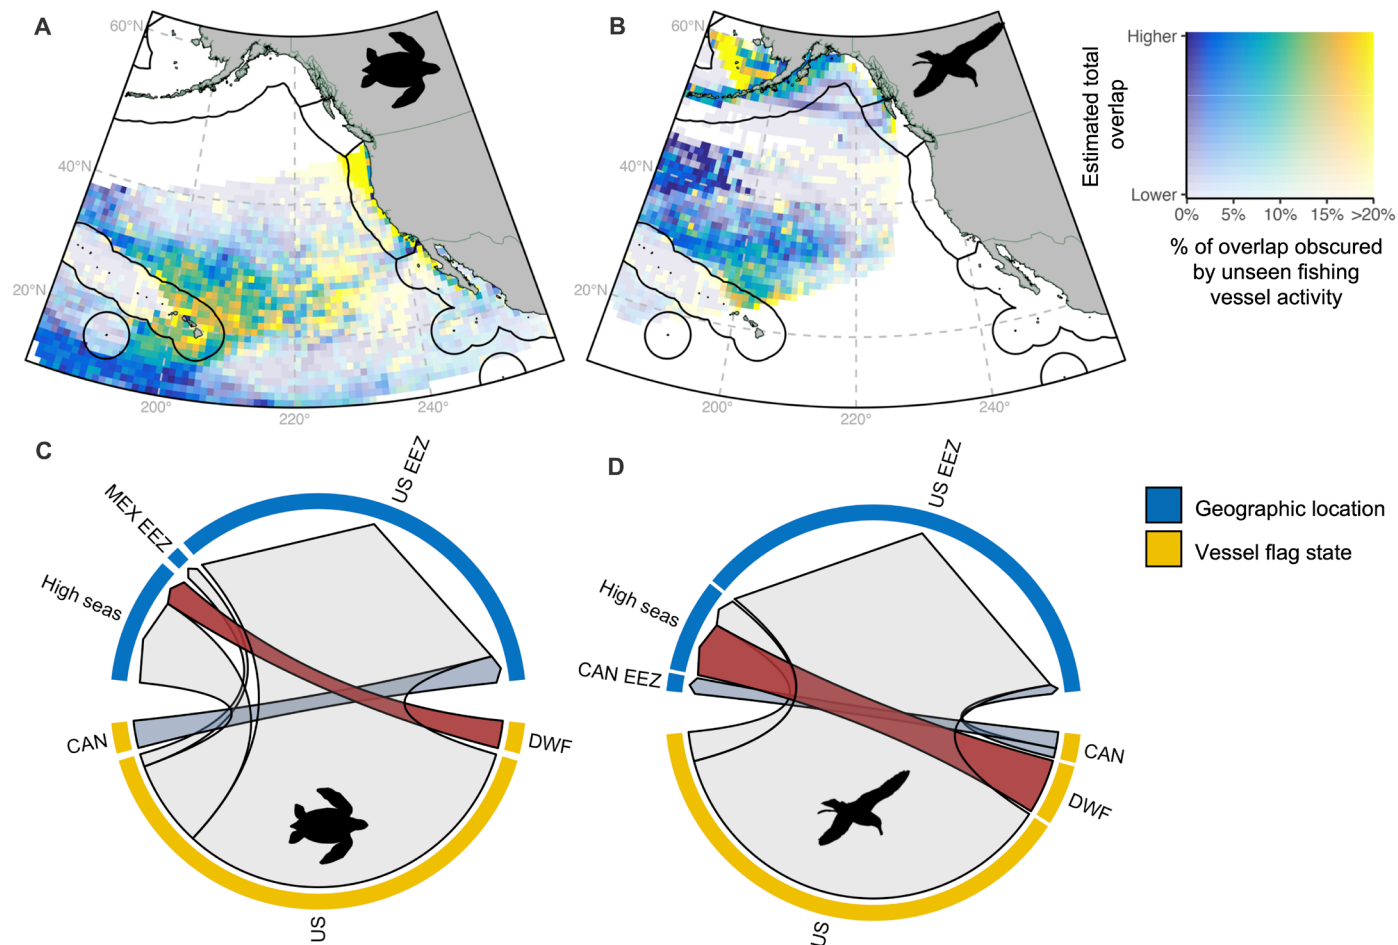 A
60°N
40°N
20°N
200°
220°
240°
B
60°N
40°N
20°N
200°
220°
240°
Estimated total
overlap
Higher
Lower
0%
5%
10%
15%
>20%
% of overlap obscured
by unseen fishing
vessel activity
C
US EEZ
MEX EEZ
High seas
CAN
DWF
US
D
US EEZ
High seas
CAN EEZ
CAN
DWF
US
Geographic location
Vessel flag state